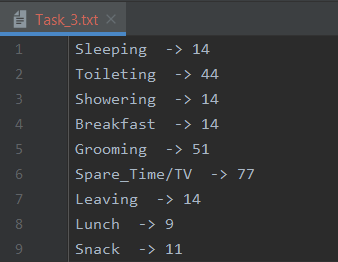 Task_3.txt
1 Sleeping -> 14
2 Toileting -> 44
3 Showering -> 14
4 Breakfast -> 14
5 Grooming -> 51
6 Spare_Time/TV -> 77
7 Leaving -> 14
8 Lunch -> 9
9 Snack -> 11